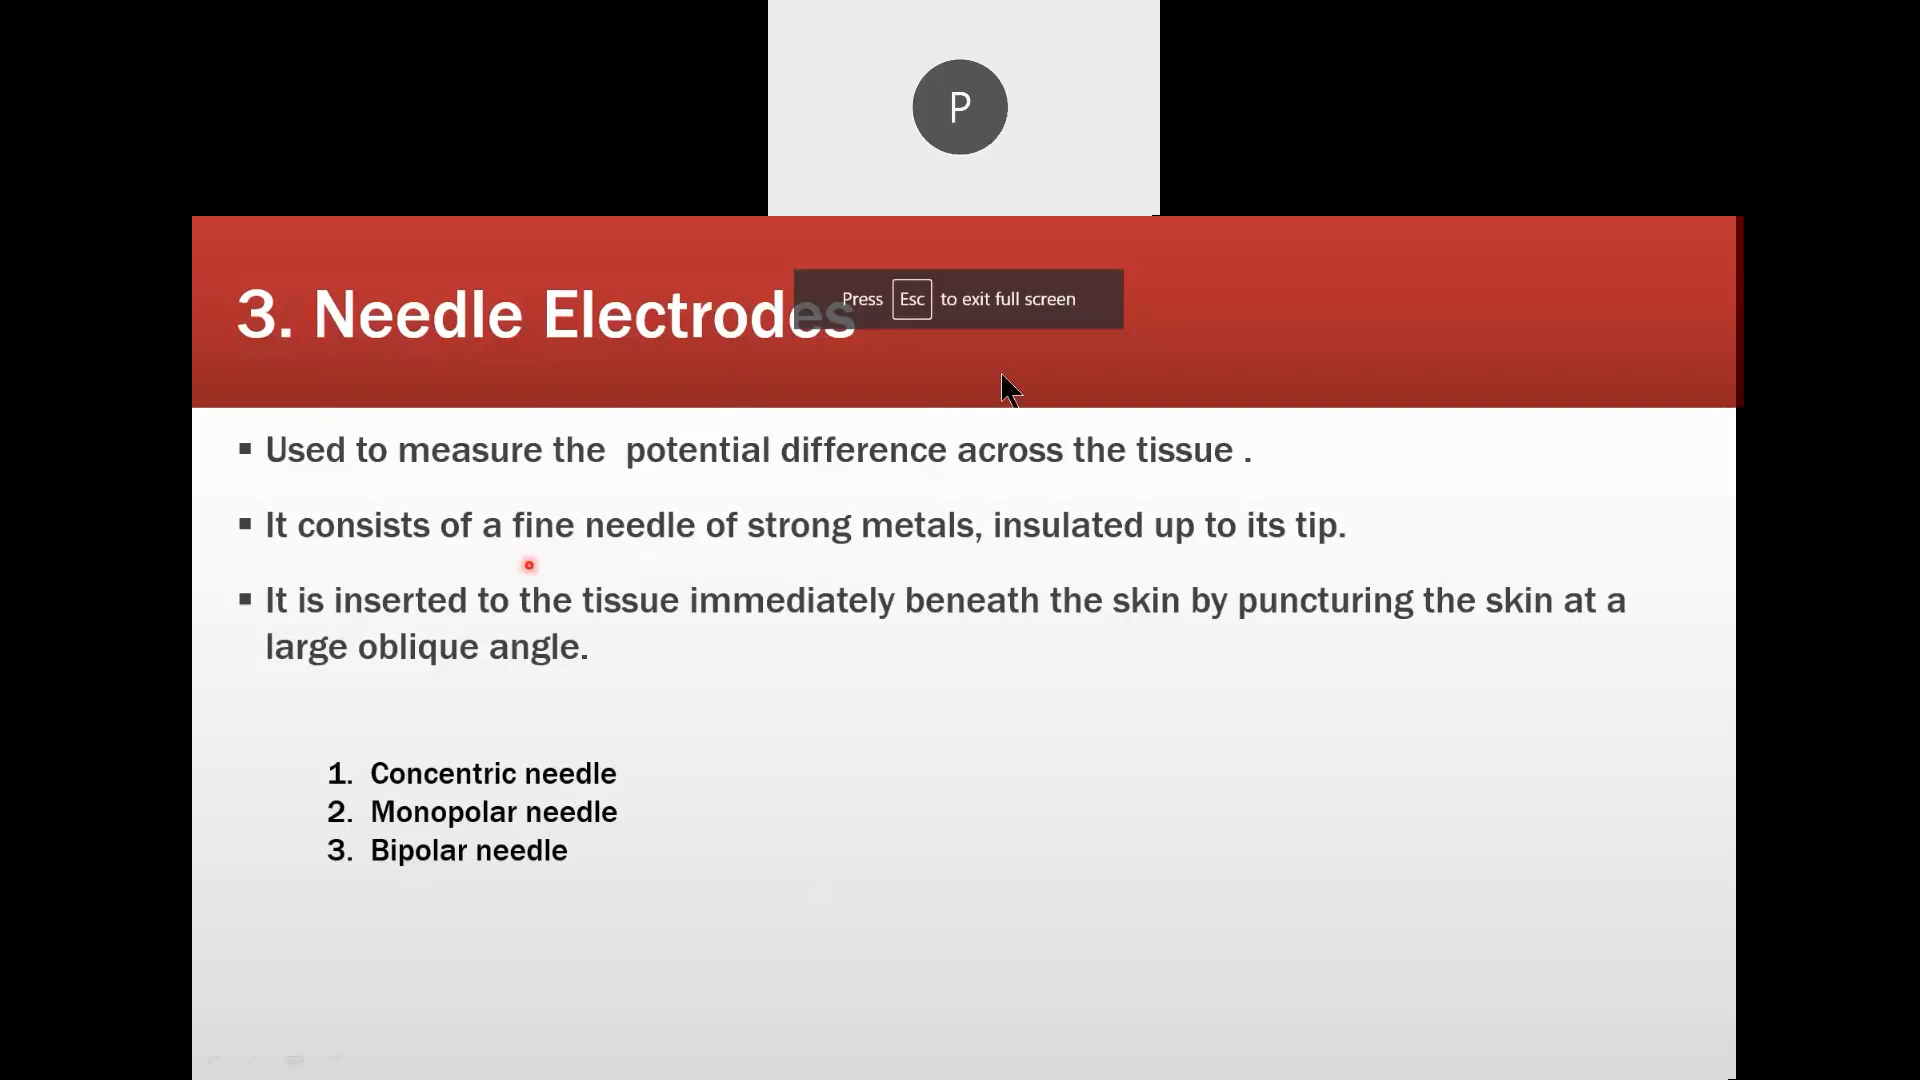 P
3. Needle Electrodes
Press Esc to exit full screen
▪ Used to measure the  potential difference across the tissue .
▪ It consists of a fine needle of strong metals, insulated up to its tip.
▪ It is inserted to the tissue immediately beneath the skin by puncturing the skin at a
large oblique angle.
1. Concentric needle
2. Monopolar needle
3. Bipolar needle